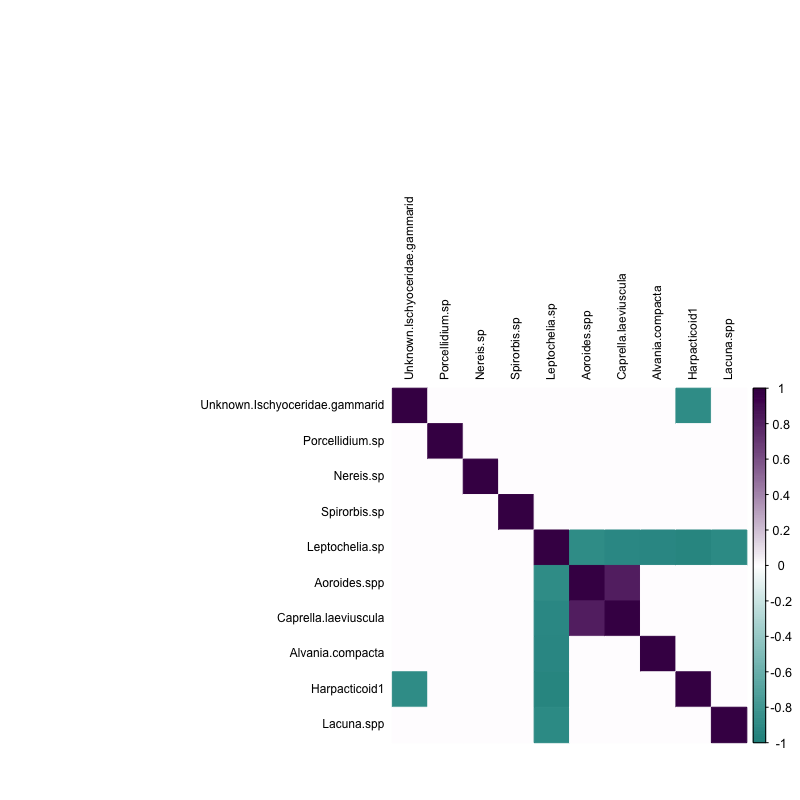 Unknown.Ischyoceridae.gammarid
Porcellidium.sp
Nereis.sp
Spirorbis.sp
Leptochelia.sp
Aoroides.spp
Caprella.laeviuscula
Alvania.compacta
Harpacticoid1
Lacuna.spp
Unknown.Ischyoceridae.gammarid
Porcellidium.sp
Nereis.sp
Spirorbis.sp
Leptochelia.sp
Aoroides.spp
Caprella.laeviuscula
Alvania.compacta
Harpacticoid1
Lacuna.spp
1
0.8
0.6
0.4
0.2
0
-0.2
-0.4
-0.6
-0.8
-1